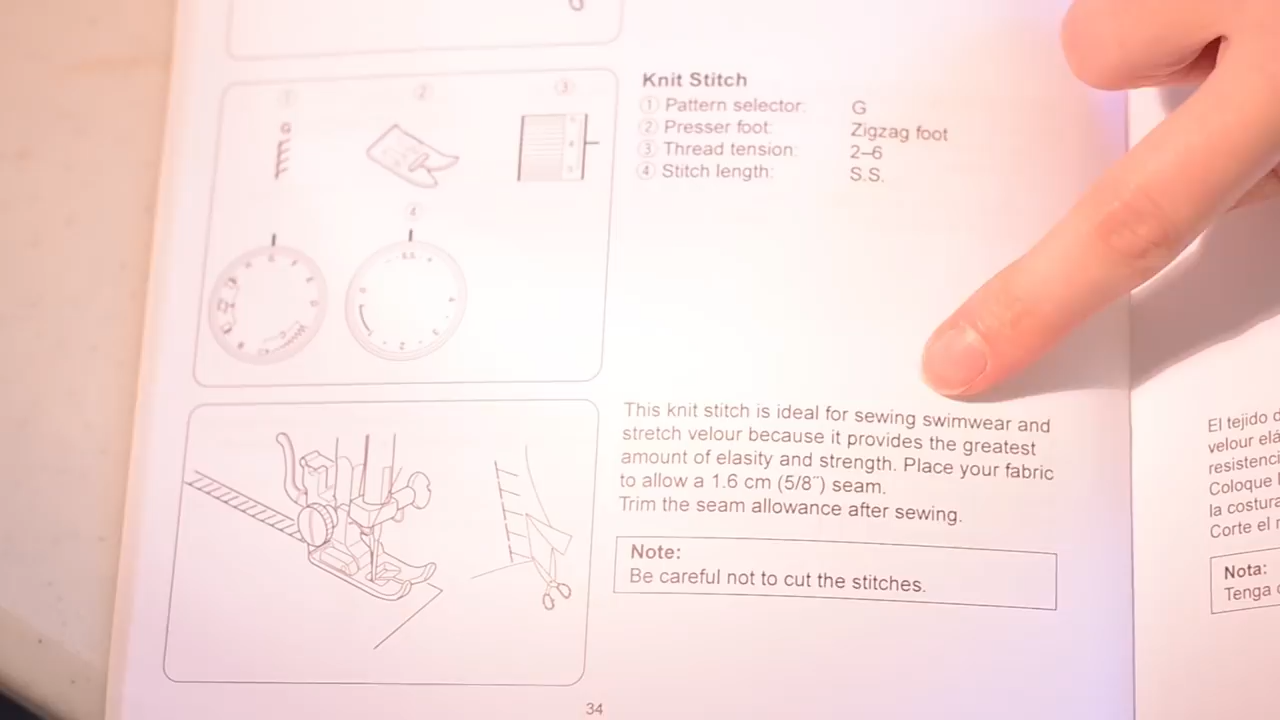 Knit Stitch
① Pattern selector: G
② Presser foot: Zigzag foot
③ Thread tension: 2–6
④ Stitch length: S.S.
① ② ③
G
④
S.S.
This knit stitch is ideal for sewing swimwear and
stretch velour because it provides the greatest
amount of elasity and strength. Place your fabric
to allow a 1.6 cm (5/8¨) seam.
Trim the seam allowance after sewing.
Note:
Be careful not to cut the stitches.
34
El tejido d
velour elá
resistenci
Coloque l
la costura
Corte el r
Nota:
Tenga